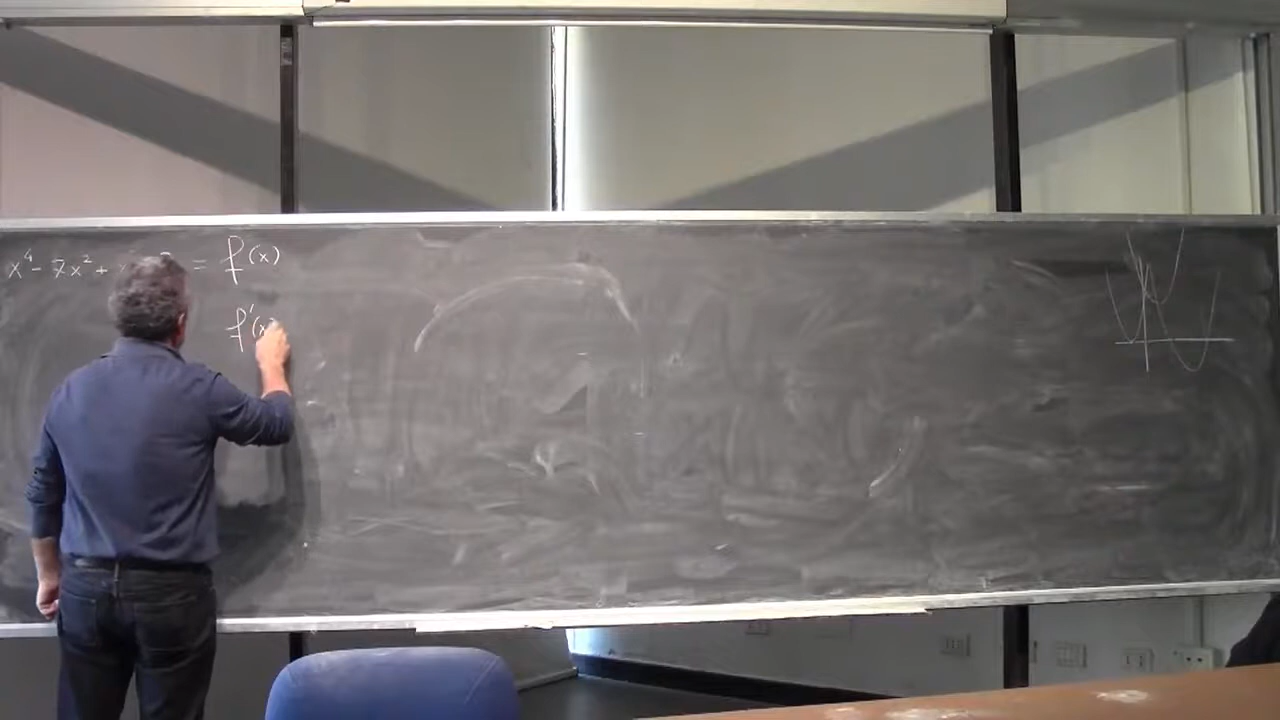 x⁴ - 7x² + = f(x)
f'(x)